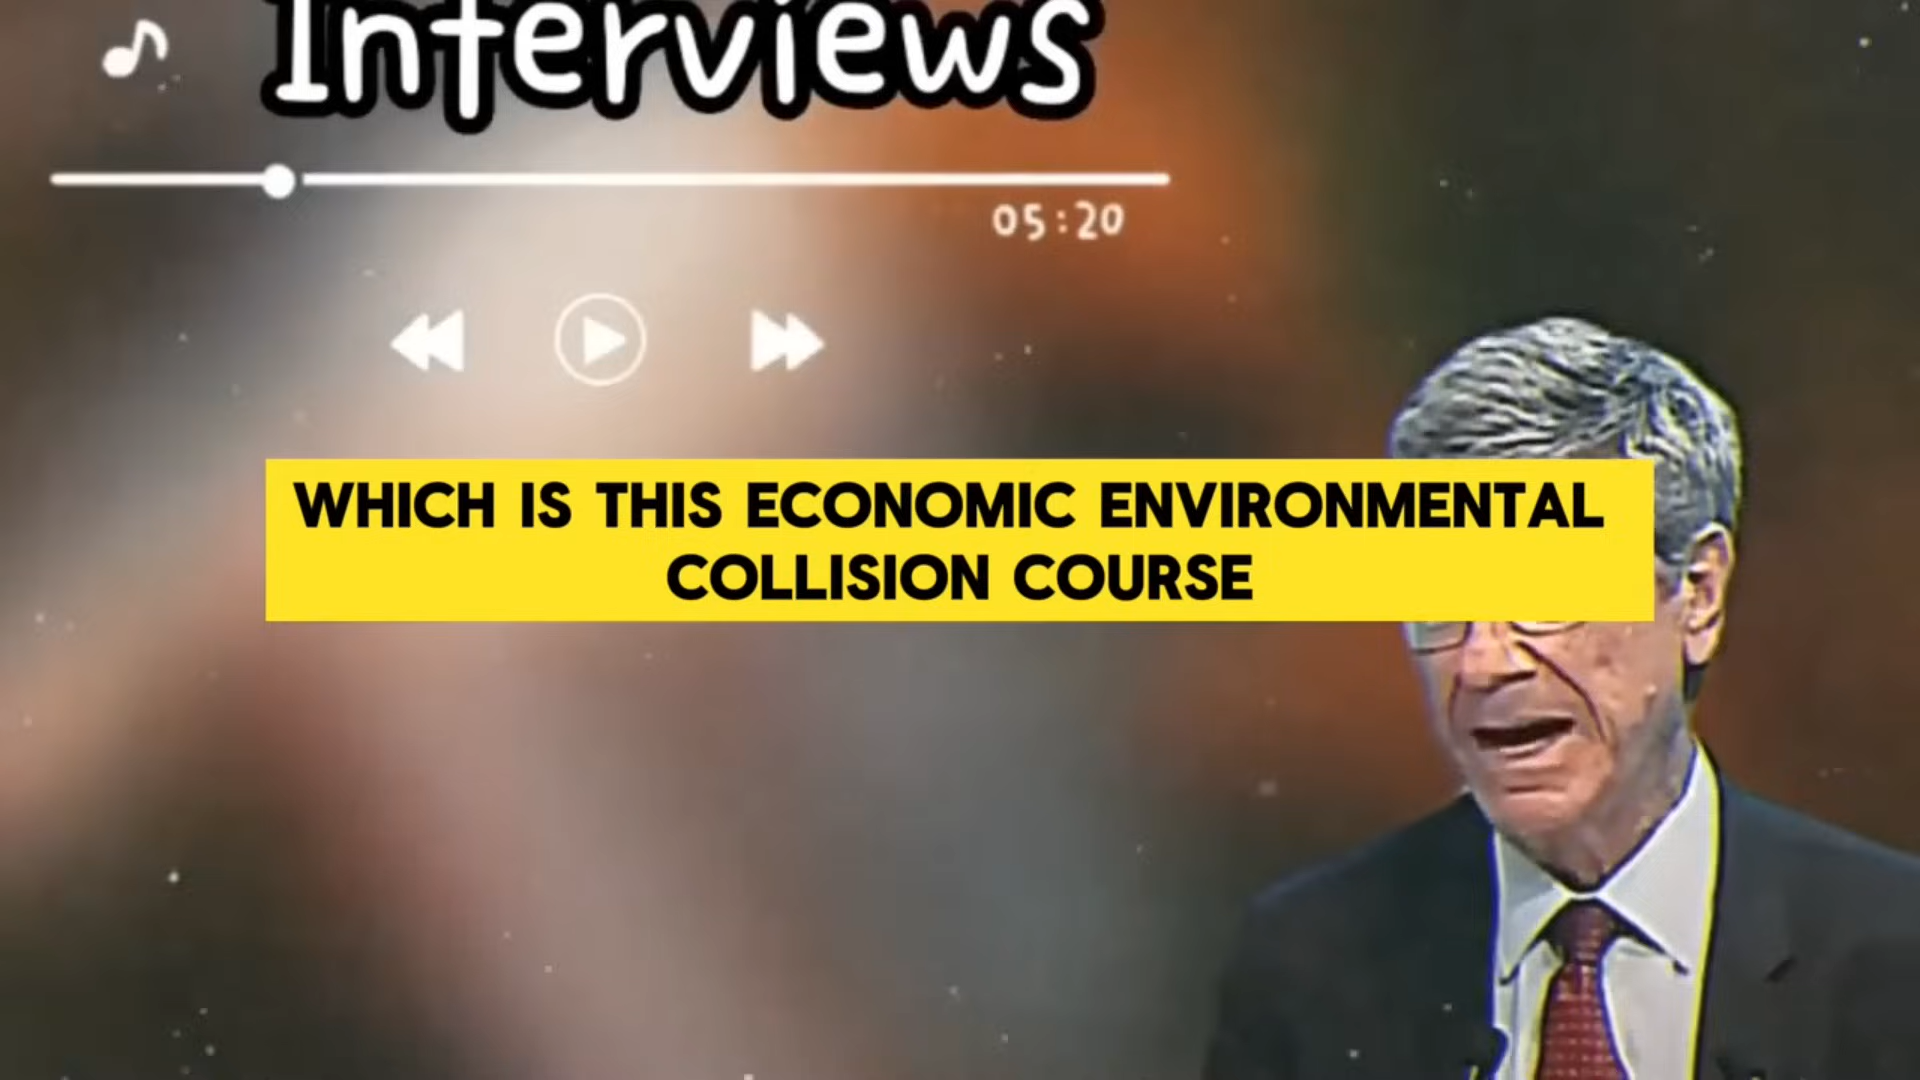 Interviews
05:20
WHICH IS THIS ECONOMIC ENVIRONMENTAL
COLLISION COURSE